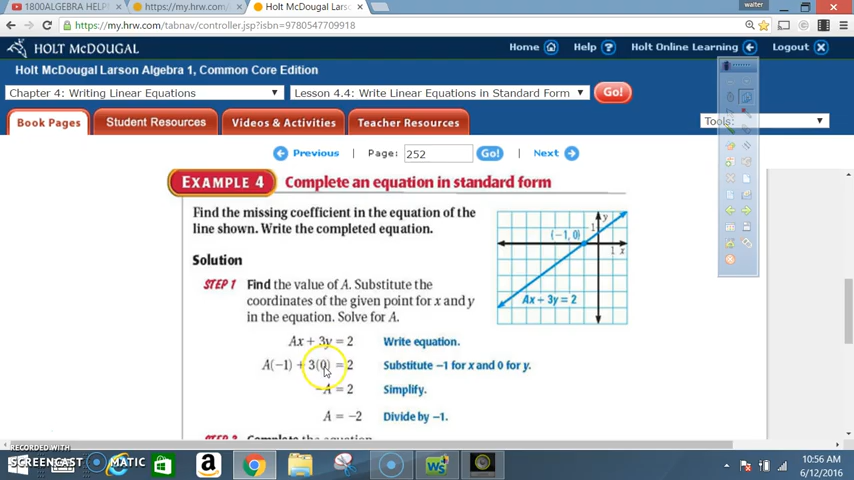 1800ALGEBRA HELP!
https://my.hrw.com/tabnav/
Holt McDougal Lars
walter
https://my.hrw.com/tabnav/controller.jsp?isbn=9780547709918
HOLT McDOUGAL
Home
Help
Holt Online Learning
Logout
Holt McDougal Larson Algebra 1, Common Core Edition
Chapter 4: Writing Linear Equations
Lesson 4.4: Write Linear Equations in Standard Form
Go!
Book Pages
Student Resources
Videos & Activities
Teacher Resources
Tools:
Previous
Page:
252
Go!
Next
EXAMPLE 4
Complete an equation in standard form
Find the missing coefficient in the equation of the
line shown. Write the completed equation.
Solution
STEP 1 Find the value of A. Substitute the
coordinates of the given point for x and y
in the equation. Solve for A.
Ax + 3y = 2 Write equation.
A(−1) + 3(0) = 2 Substitute −1 for x and 0 for y.
−A = 2 Simplify.
A = −2 Divide by −1.
y
1
(−1, 0)
1 x
Ax + 3y = 2
Complete the equation.
RECORDED WITH
SCREENCAST MATIC
10:56 AM
6/12/2016